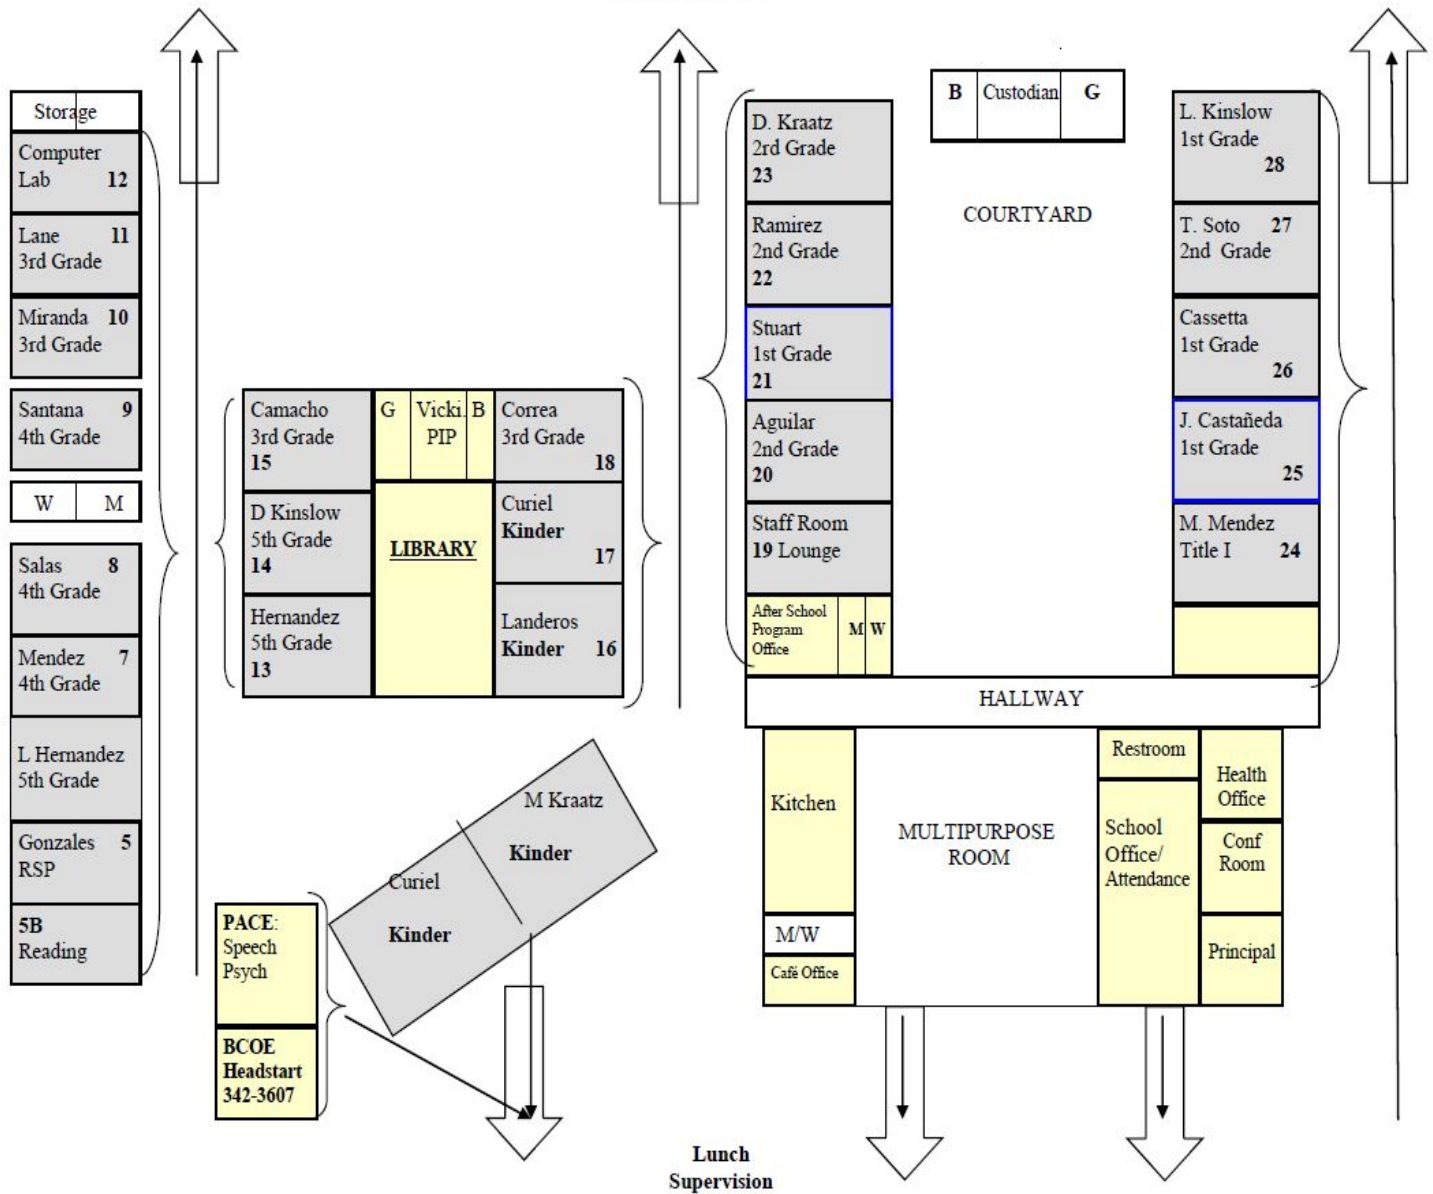 Storage
Computer
Lab 12
Lane 11
3rd Grade
Miranda 10
3rd Grade
Santana 9
4th Grade
W M
Salas 8
4th Grade
Mendez 7
4th Grade
L Hernandez
5th Grade
Gonzales 5
RSP
5B
Reading
Camacho
3rd Grade
15
D Kinslow
5th Grade
14
Hernandez
5th Grade
13
G
Vicki.
PIP
B
LIBRARY
Correa
3rd Grade
18
Curiel
Kinder
17
Landeros
Kinder 16
M Kraatz
Kinder
Curiel
Kinder
PACE:
Speech
Psych
BCOE
Headstart
342-3607
D. Kraatz
2rd Grade
23
Ramirez
2nd Grade
22
Stuart
1st Grade
21
Aguilar
2nd Grade
20
Staff Room
19 Lounge
After School
Program
Office
M W
B Custodian G
COURTYARD
L. Kinslow
1st Grade
28
T. Soto 27
2nd Grade
Cassetta
1st Grade
26
J. Castañeda
1st Grade
25
M. Mendez
Title I 24
HALLWAY
Kitchen
M/W
Café Office
MULTIPURPOSE
ROOM
Restroom
School
Office/
Attendance
Health
Office
Conf
Room
Principal
Lunch
Supervision